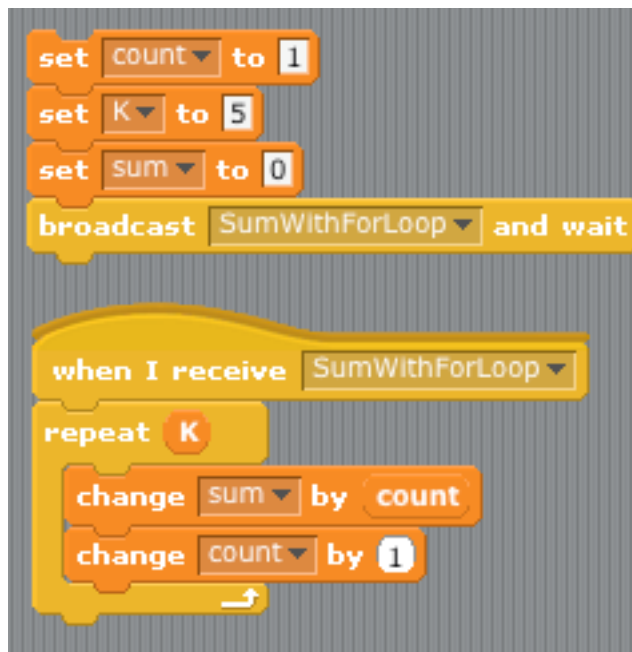 set count to 1
set K to 5
set sum to 0
broadcast SumWithForLoop and wait
when I receive SumWithForLoop
repeat K
change sum by count
change count by 1